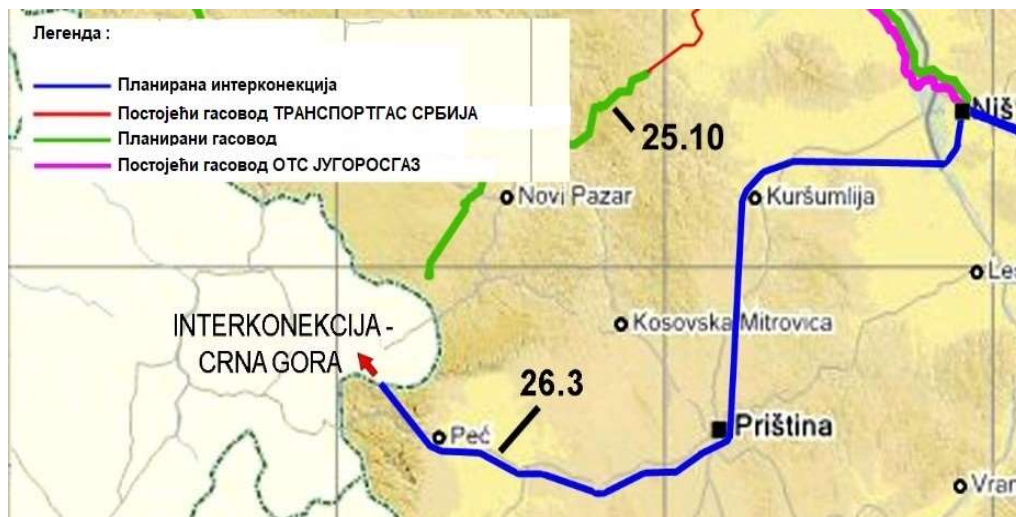 Легенда :
Планирана интерконекција
Постојећи гасовод ТРАНСПОРТГАС СРБИЈА
Планирани гасовод
Постојећи гасовод ОТС ЈУГОРОСГАЗ
25.10
Niš
Novi Pazar
Kuršumlija
INTERKONEKCIJA -
CRNA GORA
Kosovska Mitrovica
26.3
Peć
Priština